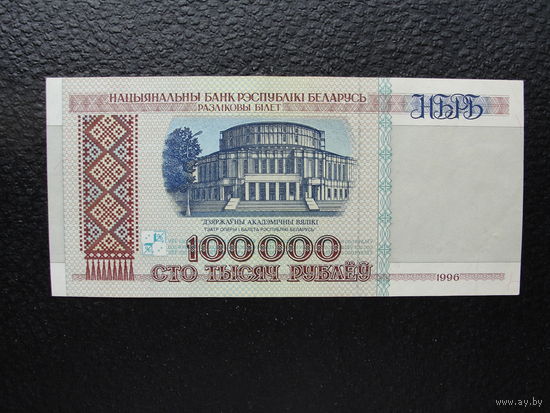 НАЦЫЯНАЛЬНЫ БАНК РЭСПУБЛІКІ БЕЛАРУСЬ
РАЗЛІКОВЫ БІЛЕТ
НБРБ
ДЗЯРЖАЎНЫ АКАДЭМІЧНЫ ВЯЛІКІ
ТЭАТР ОПЕРЫ І БАЛЕТА РЭСПУБЛІКІ БЕЛАРУСЬ
100000
СТО ТЫСЯЧ РУБЛЁЎ
1996
www.ay.by